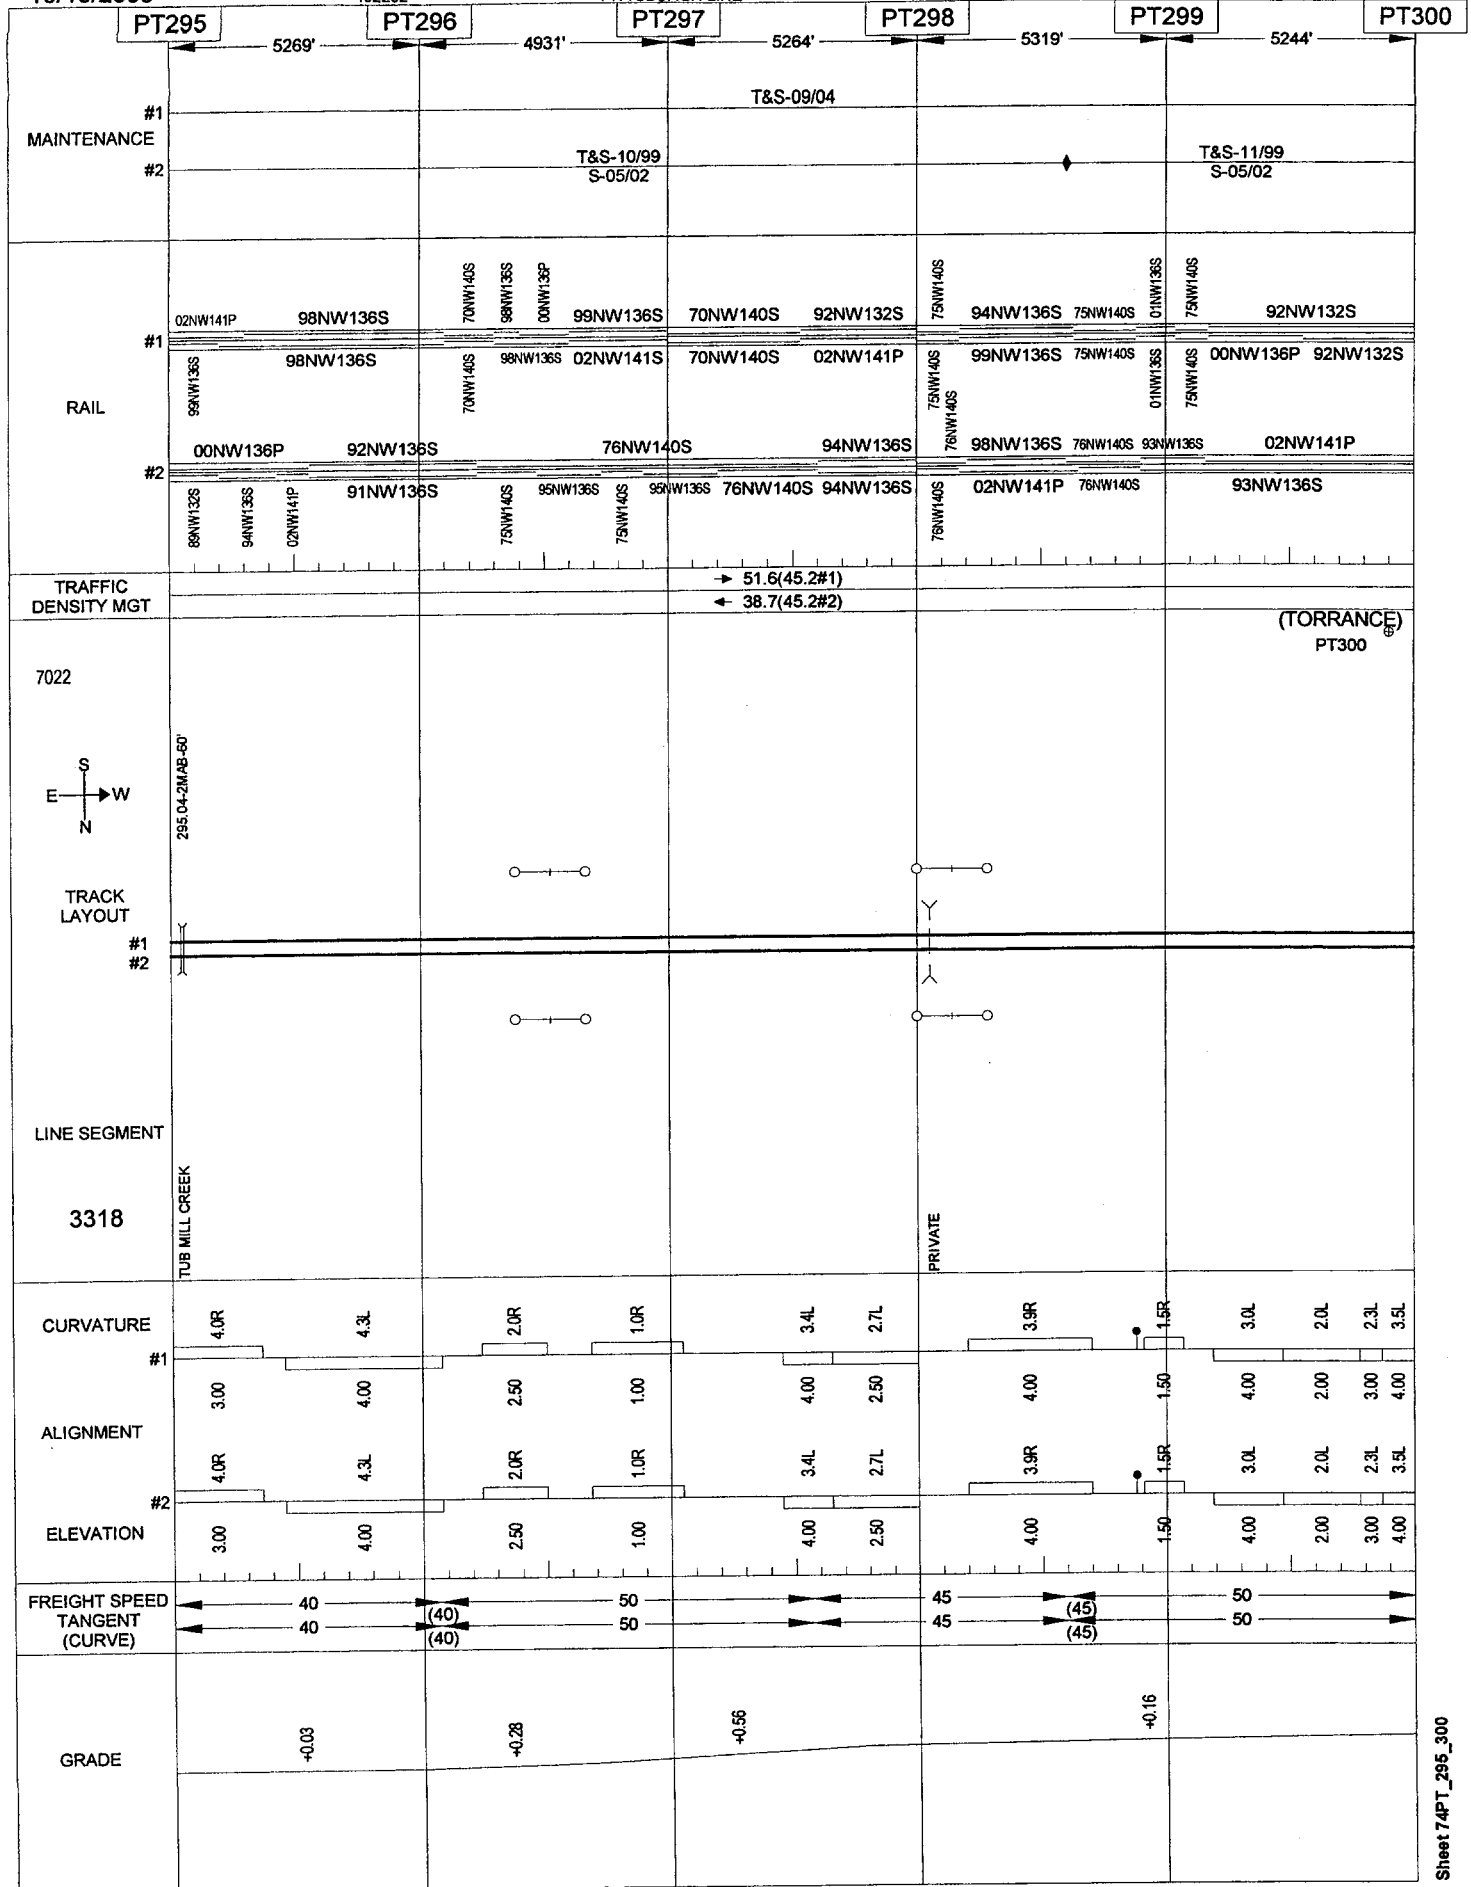 PT295 PT296 PT297 PT298 PT299 PT300
5269' 4931' 5264' 5319' 5244'
#1 T&S-09/04
MAINTENANCE
#2 T&S-10/99 T&S-11/99
S-05/02 S-05/02
70NW140S 98NW136S 00NW136P 75NW140S 01NW136S 75NW140S
02NW141P 98NW136S 99NW136S 70NW140S 92NW132S 94NW136S 75NW140S 92NW132S
#1
98NW136S 98NW136S 02NW141S 70NW140S 02NW141P 99NW136S 75NW140S 00NW136P 92NW132S
99NW136S 70NW140S 75NW140S 76NW140S 01NW136S 75NW140S
RAIL
00NW136P 92NW136S 76NW140S 94NW136S 98NW136S 76NW140S 93NW136S 02NW141P
#2
91NW136S 95NW136S 95NW136S 76NW140S 94NW136S 02NW141P 76NW140S 93NW136S
89NW132S 94NW136S 02NW141P 75NW140S 75NW140S 76NW140S
TRAFFIC
DENSITY MGT
51.6(45.2#1)
38.7(45.2#2)
(TORRANCE)
PT300
7022
295.04-2MAB-60'
S
E W
N
TRACK
LAYOUT
#1
#2
LINE SEGMENT
3318
TUB MILL CREEK
PRIVATE
CURVATURE
4.0R 4.3L 2.0R 1.0R 3.4L 2.7L 3.9R 1.5R 3.0L 2.0L 2.3L 3.5L
#1
3.00 4.00 2.50 1.00 4.00 2.50 4.00 1.50 4.00 2.00 3.00 4.00
ALIGNMENT
4.0R 4.3L 2.0R 1.0R 3.4L 2.7L 3.9R 1.5R 3.0L 2.0L 2.3L 3.5L
#2
ELEVATION
3.00 4.00 2.50 1.00 4.00 2.50 4.00 1.50 4.00 2.00 3.00 4.00
FREIGHT SPEED
TANGENT
(CURVE)
40 (40) 50 45 (45) 50
40 (40) 50 45 (45) 50
GRADE
+0.03 +0.28 +0.56 +0.16
Sheet 74PT_295_300